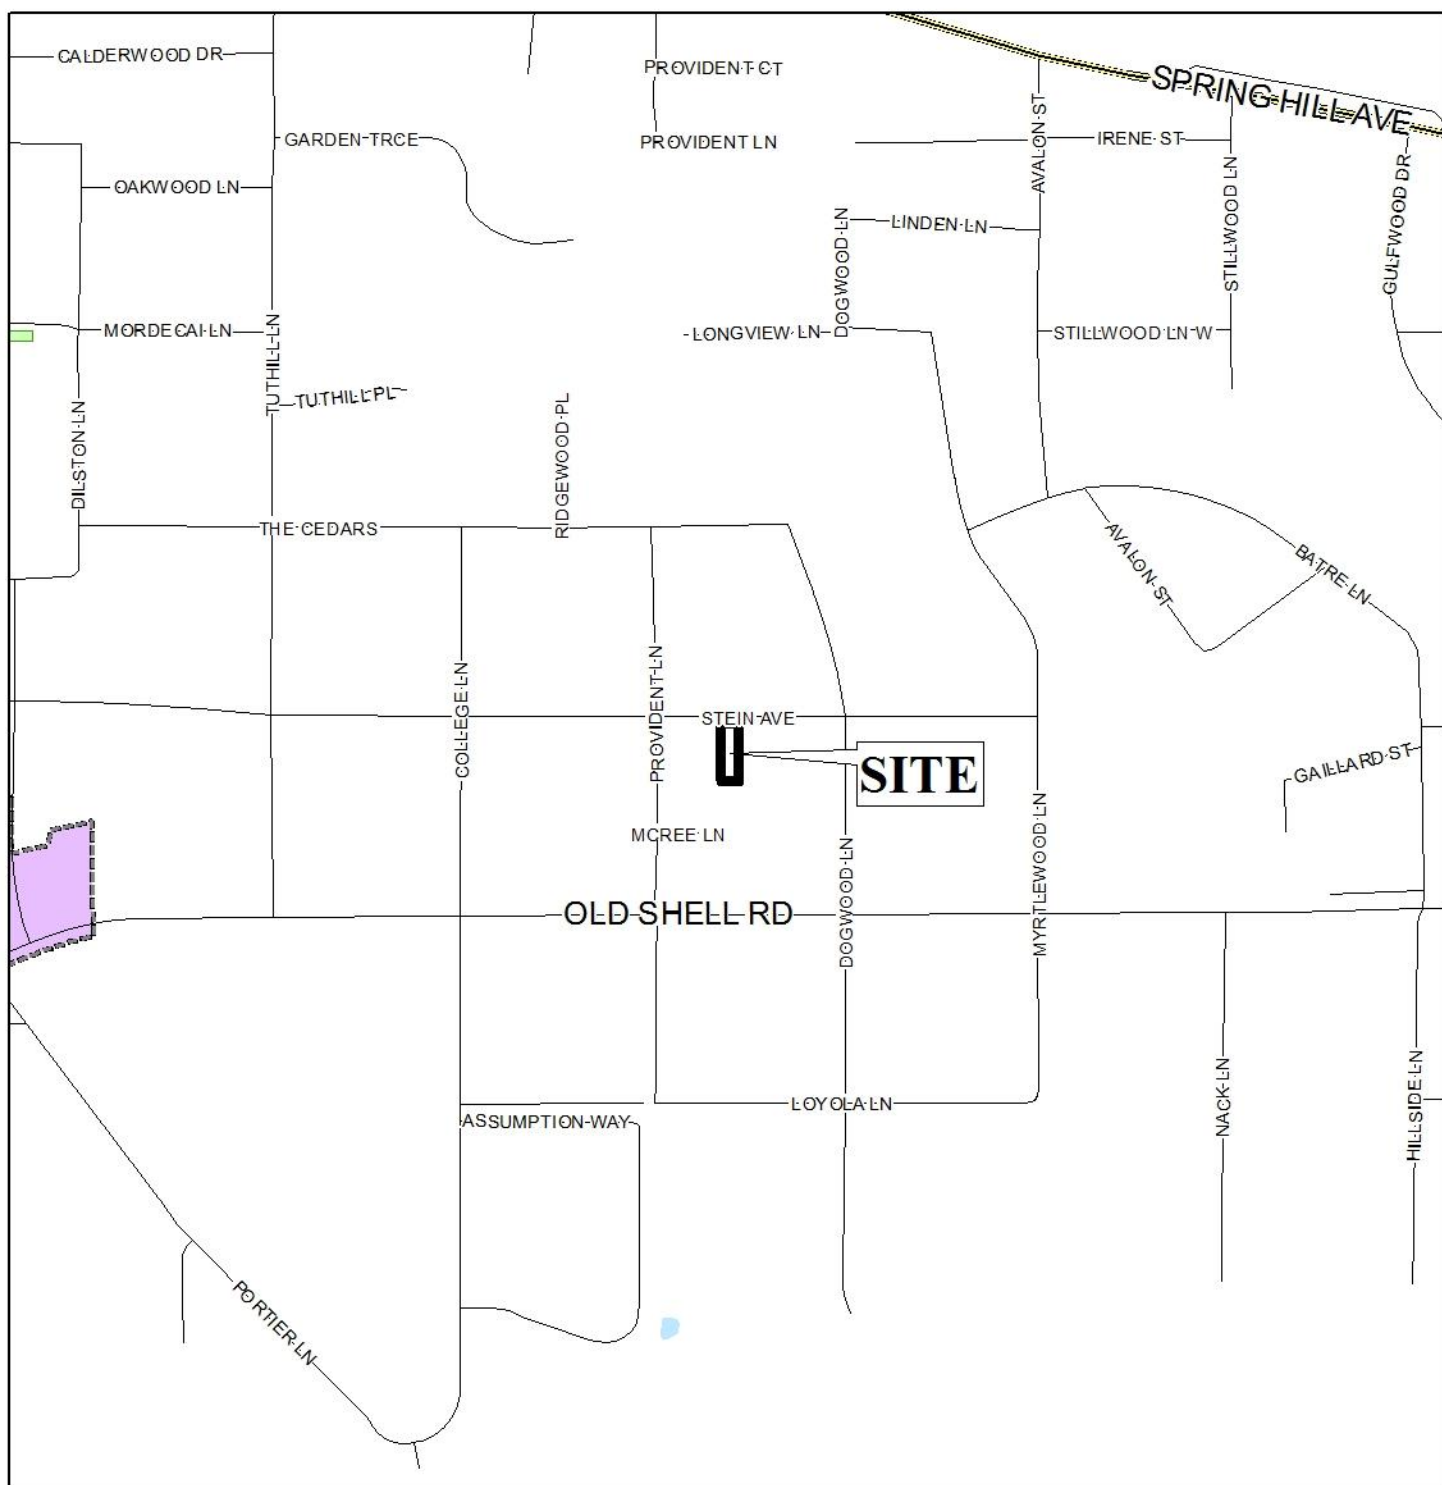 CALDERWOOD DR
PROVIDENT CT
SPRING HILL AVE
GARDEN TRCE
PROVIDENT LN
AVALON ST
IRENE ST
OAKWOOD LN
STILLWOOD LN
GULFWOOD DR
DOGWOOD LN
LINDEN LN
MORDECAI LN
TUTHILL LN
LONGVIEW LN
STILLWOOD LN W
TUTHILL PL
DILSTON LN
RIDGEWOOD PL
THE CEDARS
AVALON ST
BATRE LN
COLLEGE LN
PROVIDENT LN
STEIN AVE
SITE
GAILLARD ST
MCREE LN
DOGWOOD LN
MYRTLEWOOD LN
OLD SHELL RD
NACK LN
HILLSIDE LN
LOYOLA LN
ASSUMPTION WAY
PORTIER LN